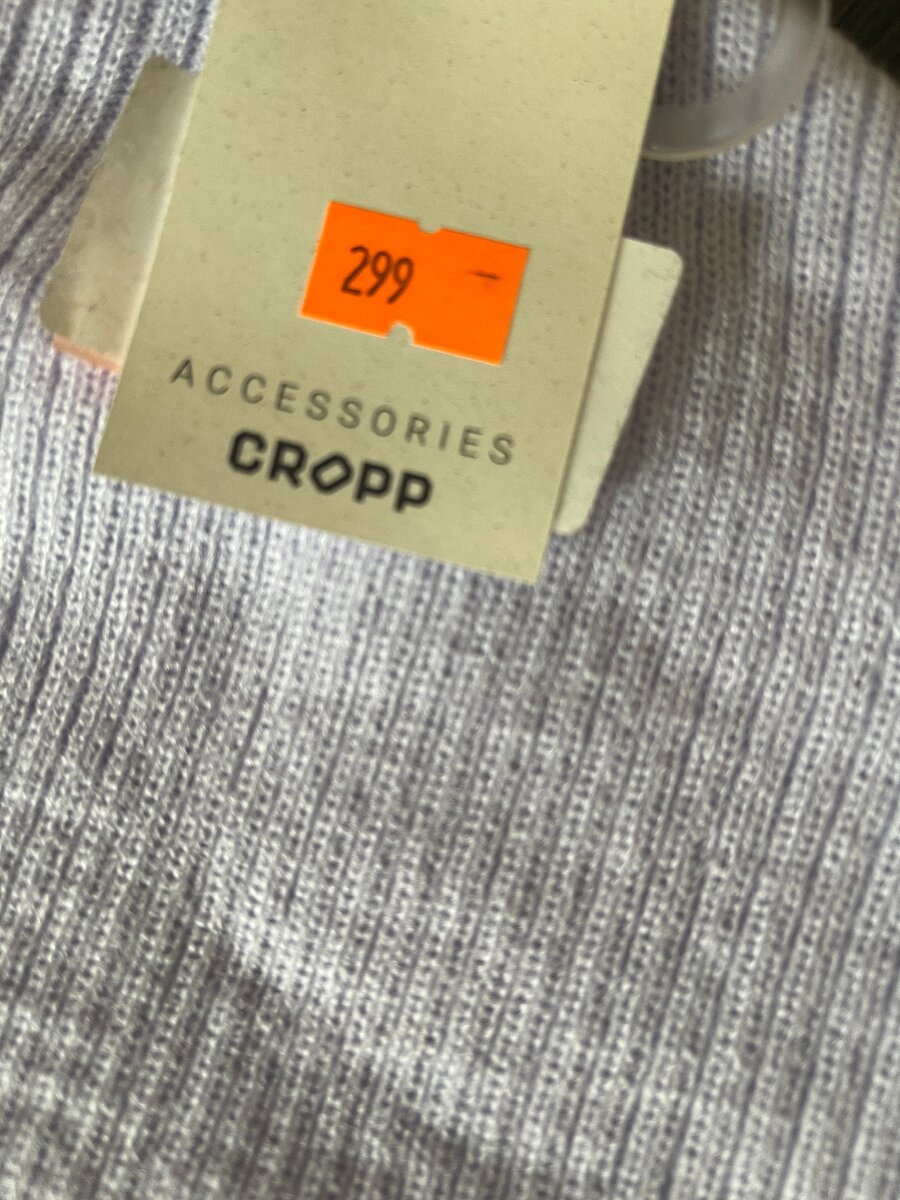 299 -
ACCESSORIES
CROPP